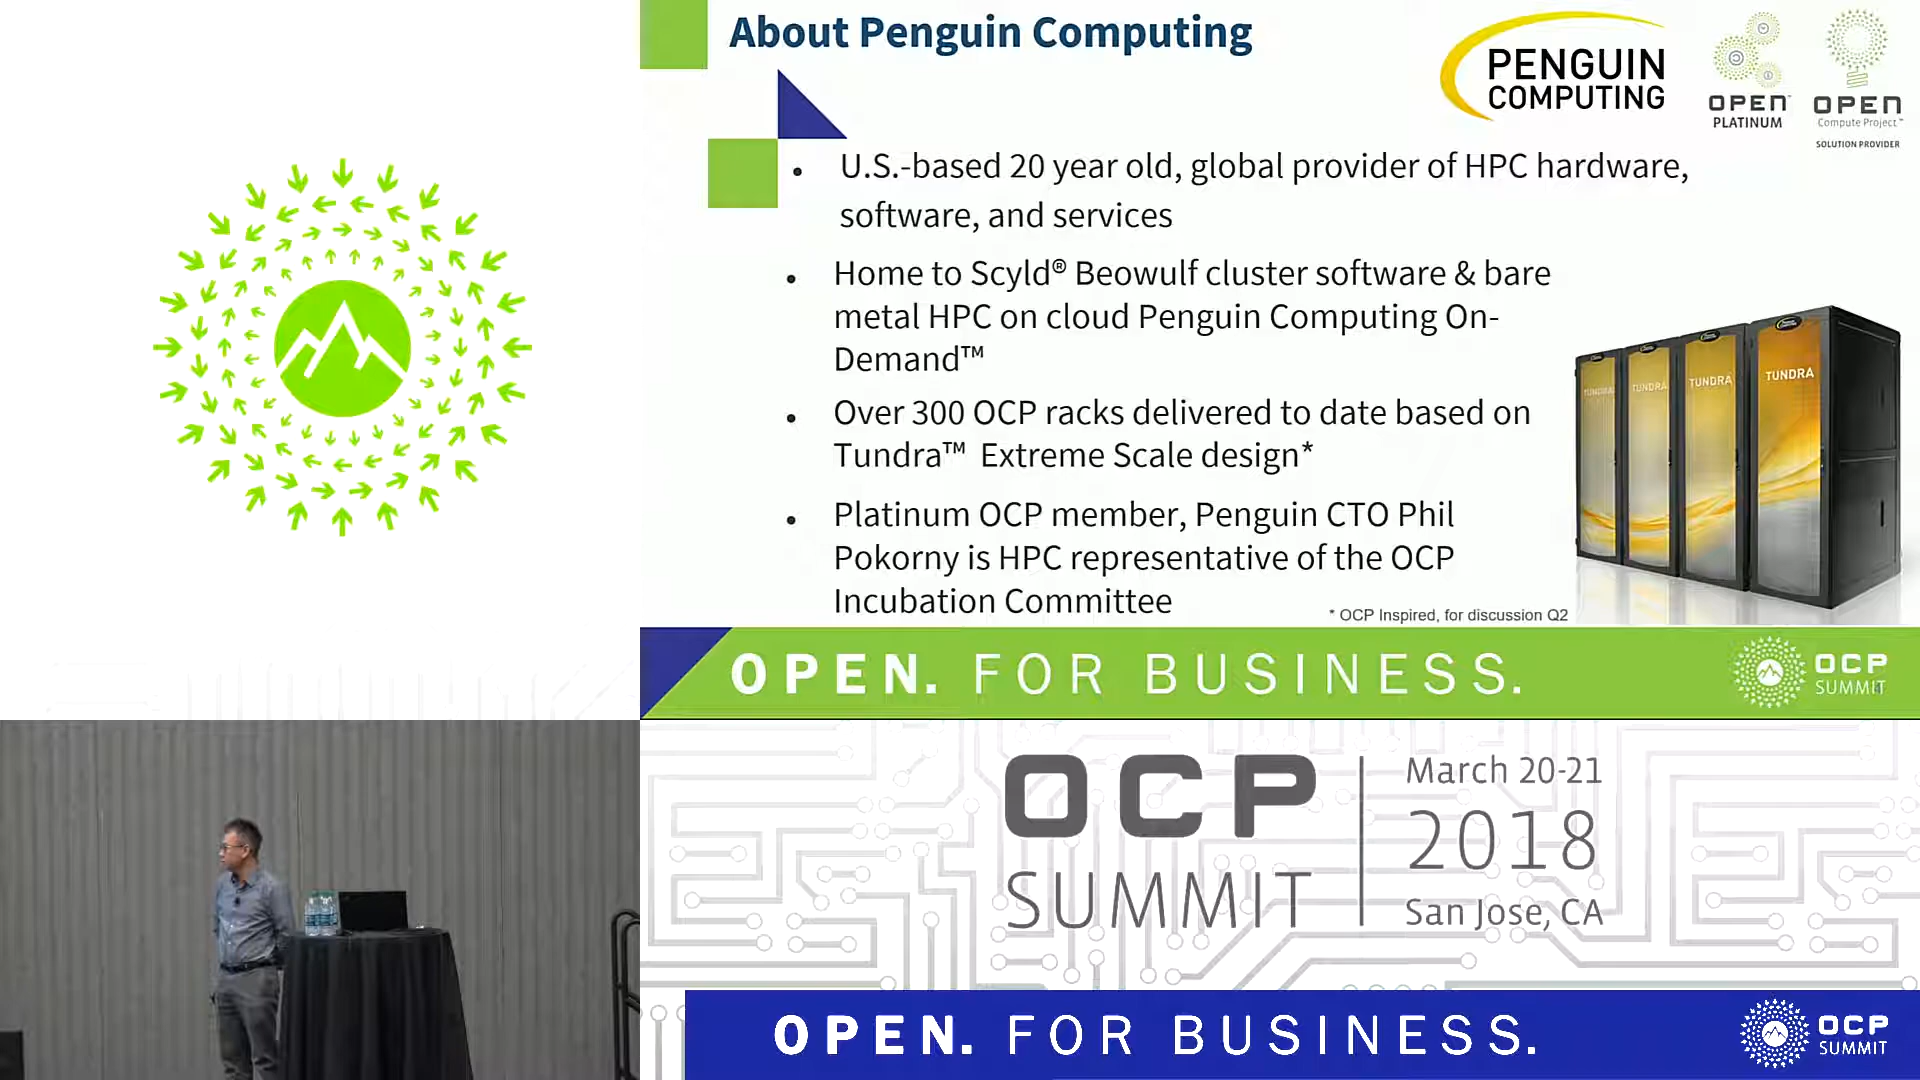 About Penguin Computing
PENGUIN
COMPUTING
OPEN™
PLATINUM
OPEN
Compute Project™
SOLUTION PROVIDER
• U.S.-based 20 year old, global provider of HPC hardware,
software, and services
• Home to Scyld® Beowulf cluster software & bare
metal HPC on cloud Penguin Computing On-
Demand™
• Over 300 OCP racks delivered to date based on
Tundra™ Extreme Scale design*
• Platinum OCP member, Penguin CTO Phil
Pokorny is HPC representative of the OCP
Incubation Committee
TUNDRA
TUNDRA
TUNDRA
TUNDRA
* OCP Inspired, for discussion Q2
OPEN. FOR BUSINESS.
OCP
SUMMIT
OCP
SUMMIT
March 20-21
2018
San Jose, CA
OPEN. FOR BUSINESS.
OCP
SUMMIT